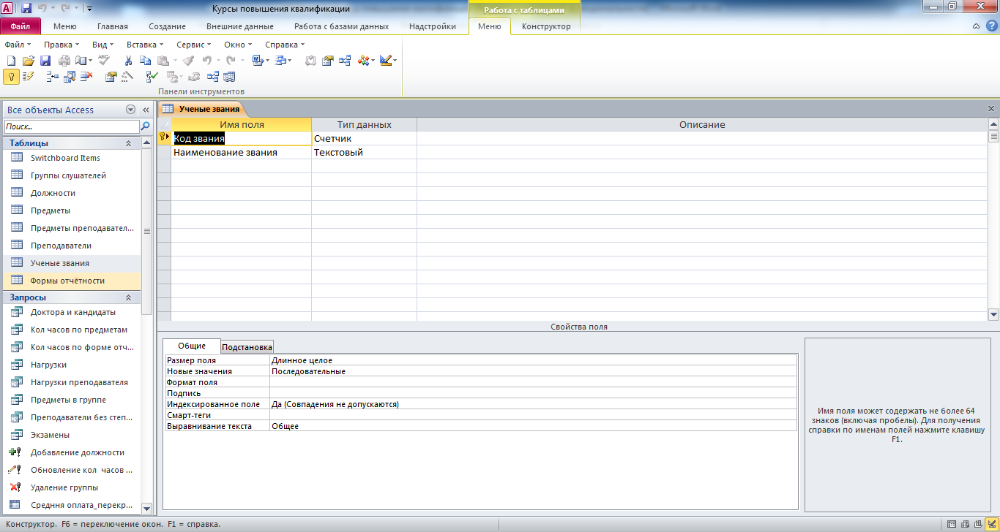 Курсы повышения квалификации
Работа с таблицами
Файл Меню Главная Создание Внешние данные Работа с базами данных Надстройки Меню Конструктор
Файл Правка Вид Вставка Сервис Окно Справка
Панели инструментов
Все объекты Access
Поиск...
Таблицы
Switchboard Items
Группы слушателей
Должности
Предметы
Предметы преподавател...
Преподаватели
Ученые звания
Формы отчётности
Запросы
Доктора и кандидаты
Кол часов по предметам
Кол часов по форме отч...
Нагрузки
Нагрузки преподавателя
Предметы в группе
Преподаватели без степ...
Экзамены
Добавление должности
Обновление кол часов ...
Удаление группы
Средння оплата_перекр...
Ученые звания
Имя поля Тип данных Описание
Код звания Счетчик
Наименование звания Текстовый
Свойства поля
Общие Подстановка
Размер поля Длинное целое
Новые значения Последовательные
Формат поля
Подпись
Индексированное поле Да (Совпадения не допускаются)
Смарт-теги
Выравнивание текста Общее
Имя поля может содержать не более 64
знаков (включая пробелы). Для получения
справки по именам полей нажмите клавишу
F1.
Конструктор. F6 = переключение окон. F1 = справка.